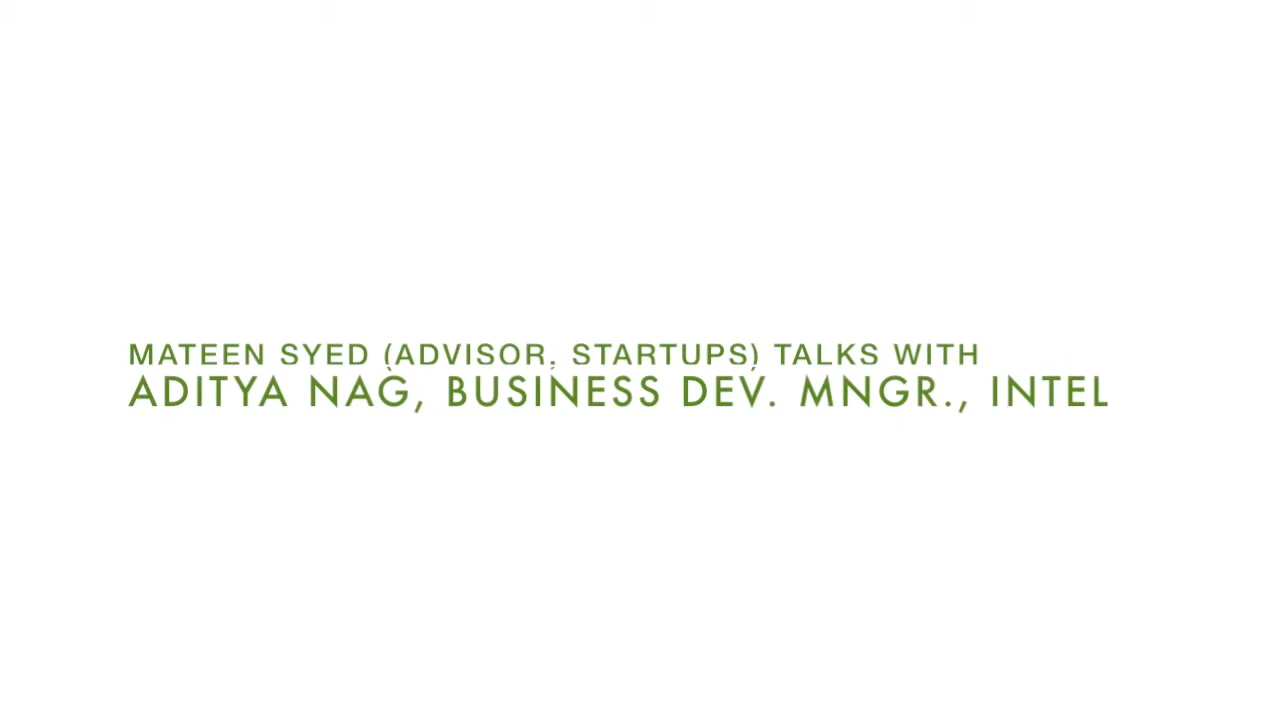 MATEEN SYED (ADVISOR, STARTUPS) TALKS WITH
ADITYA NAG, BUSINESS DEV. MNGR., INTEL